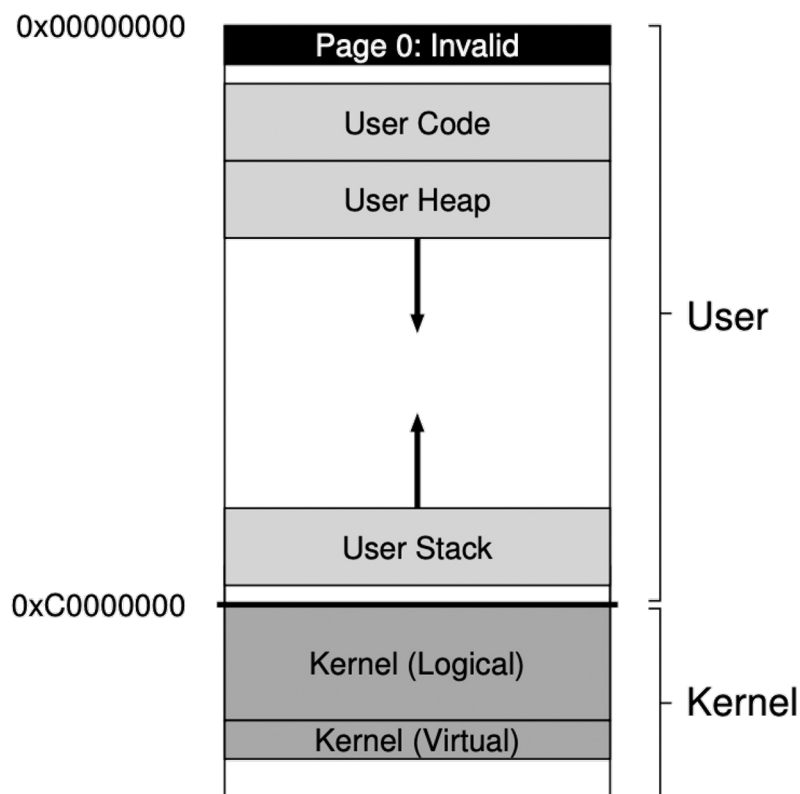 0x00000000
Page 0: Invalid
User Code
User Heap
User
User Stack
0xC0000000
Kernel (Logical)
Kernel
Kernel (Virtual)